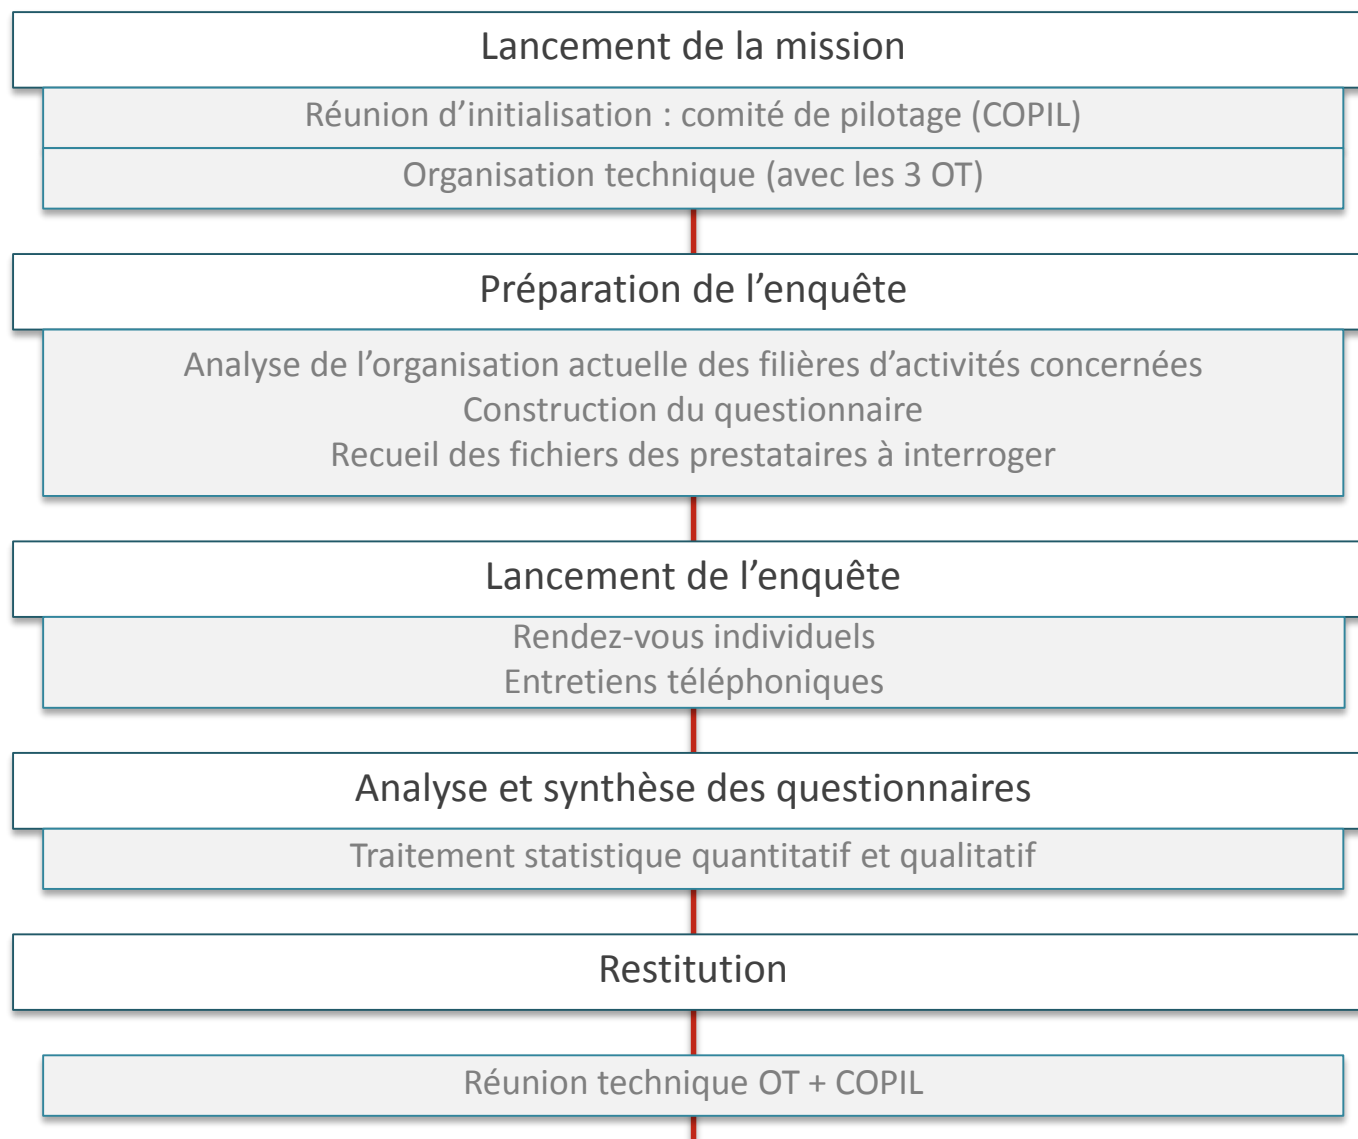 Lancement de la mission
Réunion d’initialisation : comité de pilotage (COPIL)
Organisation technique (avec les 3 OT)
Préparation de l’enquête
Analyse de l’organisation actuelle des filières d’activités concernées
Construction du questionnaire
Recueil des fichiers des prestataires à interroger
Lancement de l’enquête
Rendez-vous individuels
Entretiens téléphoniques
Analyse et synthèse des questionnaires
Traitement statistique quantitatif et qualitatif
Restitution
Réunion technique OT + COPIL